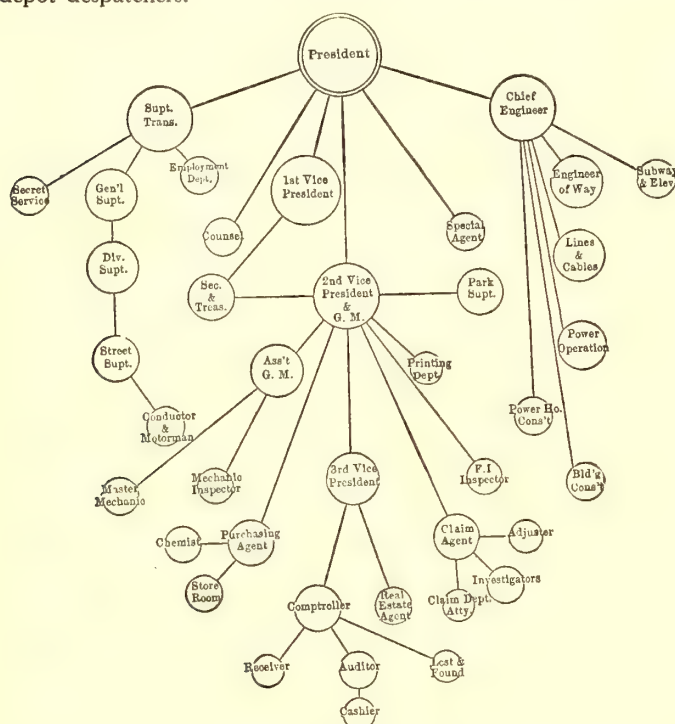 depot despatchers.
President
Supt.
Trans.
Chief
Engineer
Secret
Service
Gen'l
Supt.
Employment
Dept.
1st Vice
President
Engineer
of Way
Subway
& Elev.
Counsel
Special
Agent
Div.
Supt.
Lines
&
Cables
Sec.
&
Treas.
2nd Vice
President
&
G. M.
Park
Supt.
Street
Supt.
Ass't
G. M.
Printing
Dept.
Power
Operation
Conductor
&
Motorman
Power Ho.
Cons't
Master
Mechanic
Mechanic
Inspector
3rd Vice
President
F.I
Inspector
Bld'g
Cons't
Chemist
Purchasing
Agent
Claim
Agent
Adjuster
Store
Room
Investigators
Comptroller
Real
Estate
Agent
Claim Dept.
Atty.
Receiver
Auditor
Lost &
Found
Cashier